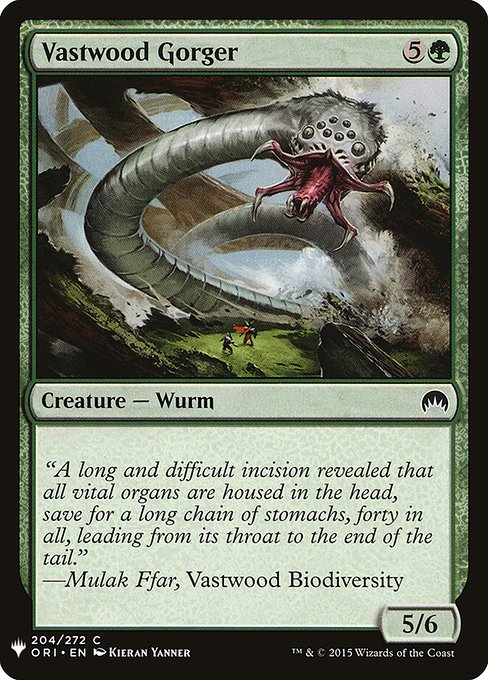 Vastwood Gorger 5
Creature — Wurm
“A long and difficult incision revealed that
all vital organs are housed in the head,
save for a long chain of stomachs, forty in
all, leading from its throat to the end of the
tail.”
—Mulak Ffar, Vastwood Biodiversity
5/6
204/272 C
ORI • EN Kieran Yanner
™ & © 2015 Wizards of the Coast